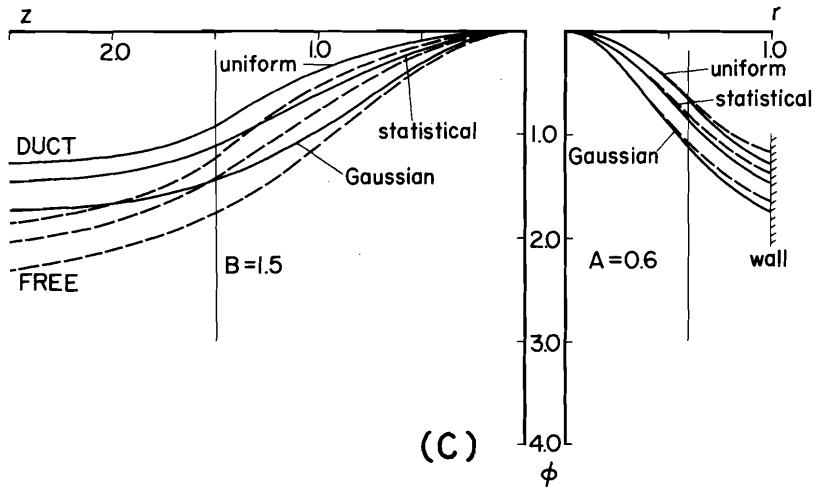 z
r
2.0
1.0
1.0
uniform
uniform
statistical
statistical
DUCT
1.0
Gaussian
Gaussian
2.0
FREE
B=1.5
A=0.6
wall
3.0
(C)
4.0
φ